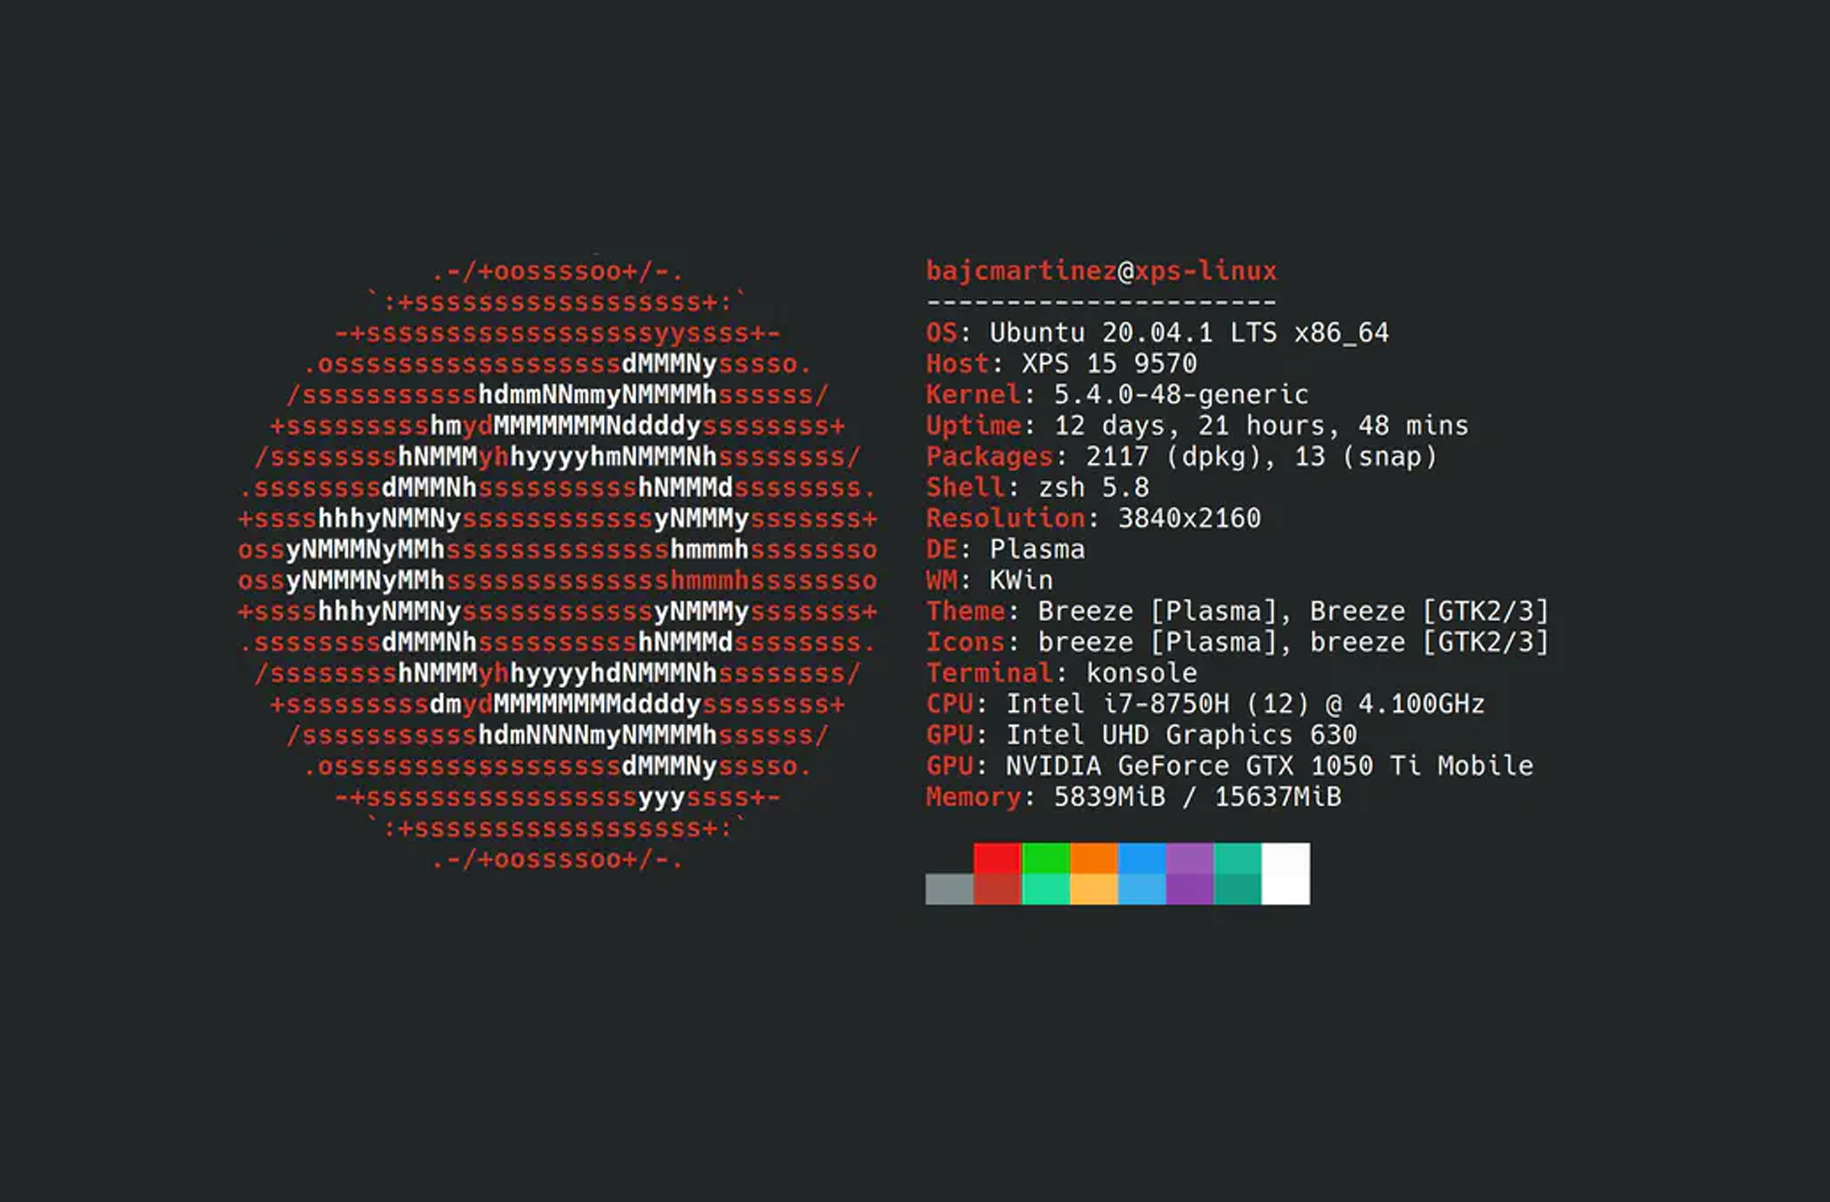 .-/+oossssoo+/-.
`:+ssssssssssssssssss+:`
-+ssssssssssssssssssyyssss+-
.ossssssssssssssssssdMMMNysssso.
/ssssssssssshdmmNNmmyNMMMMhssssss/
+ssssssssshmydMMMMMMMNddddyssssssss+
/sssssssshNMMMyhhyyyyhmNMMMNhssssssss/
.ssssssssdMMMNhsssssssssshNMMMdssssssss.
+sssshhhyNMMNyssssssssssssyNMMMysssssss+
ossyNMMMNyMMhsssssssssssssshmmmhssssssso
ossyNMMMNyMMhsssssssssssssshmmmhssssssso
+sssshhhyNMMNyssssssssssssyNMMMysssssss+
.ssssssssdMMMNhsssssssssshNMMMdssssssss.
/sssssssshNMMMyhhyyyyhdNMMMNhssssssss/
+sssssssssdmydMMMMMMMMddddyssssssss+
/ssssssssssshdmNNNNmyNMMMMhssssss/
.ossssssssssssssssssdMMMNysssso.
-+sssssssssssssssssyyyssss+-
`:+ssssssssssssssssss+:`
.-/+oossssoo+/-.
bajcmartinez@xps-linux
----------------------
OS: Ubuntu 20.04.1 LTS x86_64
Host: XPS 15 9570
Kernel: 5.4.0-48-generic
Uptime: 12 days, 21 hours, 48 mins
Packages: 2117 (dpkg), 13 (snap)
Shell: zsh 5.8
Resolution: 3840x2160
DE: Plasma
WM: KWin
Theme: Breeze [Plasma], Breeze [GTK2/3]
Icons: breeze [Plasma], breeze [GTK2/3]
Terminal: konsole
CPU: Intel i7-8750H (12) @ 4.100GHz
GPU: Intel UHD Graphics 630
GPU: NVIDIA GeForce GTX 1050 Ti Mobile
Memory: 5839MiB / 15637MiB